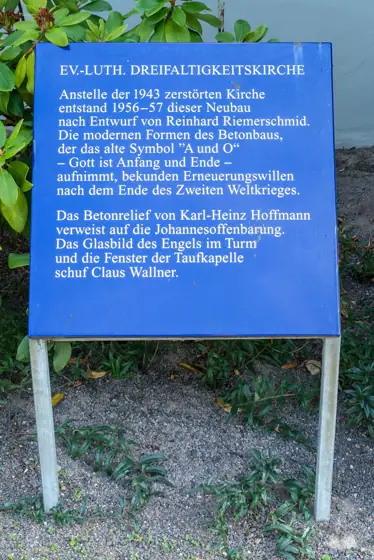 EV.-LUTH. DREIFALTIGKEITSKIRCHE
Anstelle der 1943 zerstörten Kirche
entstand 1956–57 dieser Neubau
nach Entwurf von Reinhard Riemerschmid.
Die modernen Formen des Betonbaus,
der das alte Symbol "A und O“
– Gott ist Anfang und Ende –
aufnimmt, bekunden Erneuerungswillen
nach dem Ende des Zweiten Weltkrieges.
Das Betonrelief von Karl-Heinz Hoffmann
verweist auf die Johannesoffenbarung.
Das Glasbild des Engels im Turm
und die Fenster der Taufkapelle
schuf Claus Wallner.